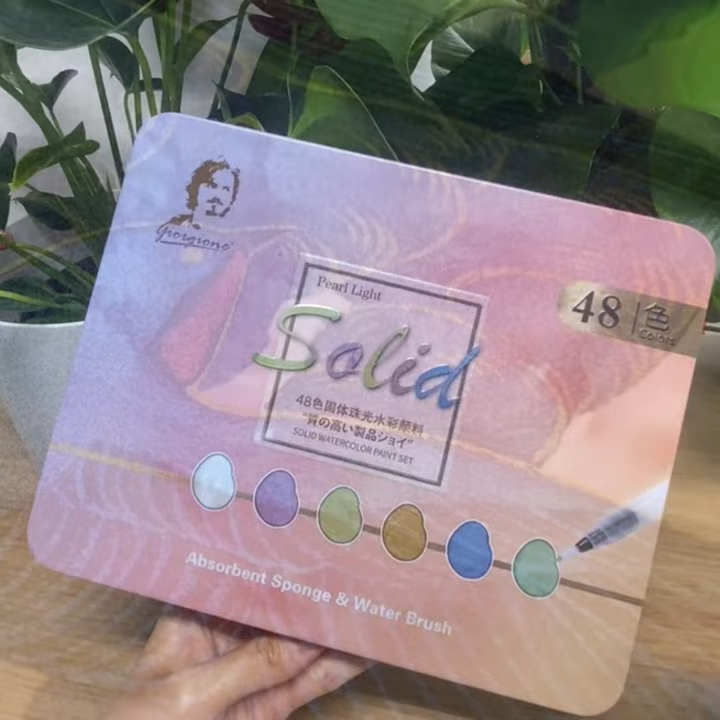 Giorgione
Pearl Light
Solid
48色固体珠光水彩颜料
"質の高い製品ジョイ"
SOLID WATERCOLOR PAINT SET
48 色
Colors
Absorbent Sponge & Water Brush